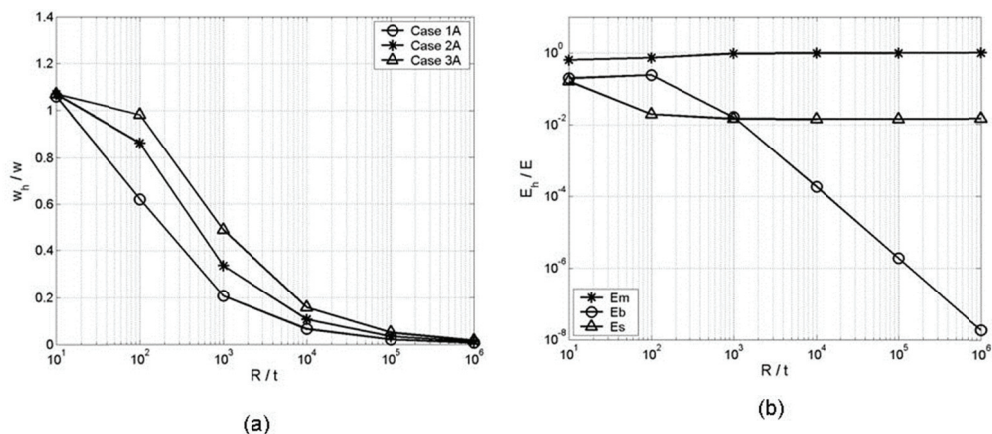 1.4
1.2
1
0.8
0.6
0.4
0.2
0
w_h / w
10^1
10^2
10^3
10^4
10^5
10^6
R / t
Case 1A
Case 2A
Case 3A
(a)
10^0
10^-2
10^-4
10^-6
10^-8
E_h / E
10^1
10^2
10^3
10^4
10^5
10^6
R / t
Em
Eb
Es
(b)